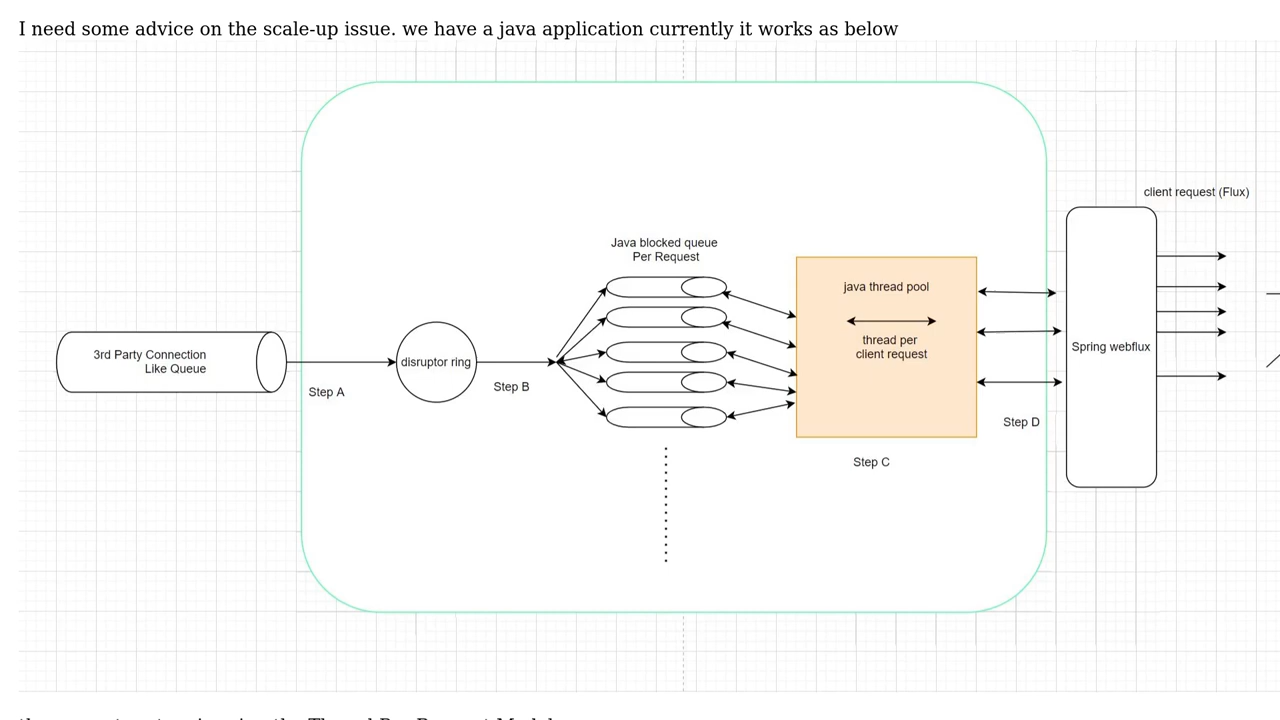 I need some advice on the scale-up issue. we have a java application currently it works as below
client request (Flux)
Java blocked queue
Per Request
java thread pool
thread per
client request
3rd Party Connection
Like Queue
disruptor ring
Spring webflux
Step A
Step B
Step D
Step C